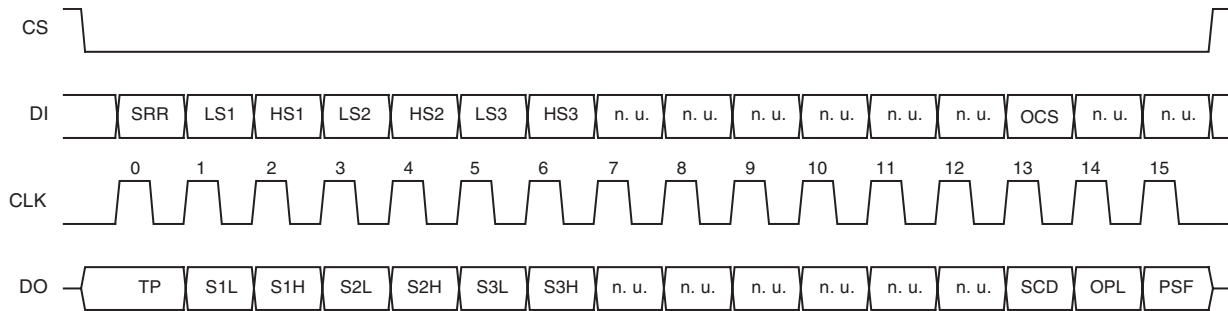 CS
DI SRR LS1 HS1 LS2 HS2 LS3 HS3 n. u. n. u. n. u. n. u. n. u. n. u. OCS n. u. n. u.
0 1 2 3 4 5 6 7 8 9 10 11 12 13 14 15
CLK
DO TP S1L S1H S2L S2H S3L S3H n. u. n. u. n. u. n. u. n. u. n. u. SCD OPL PSF